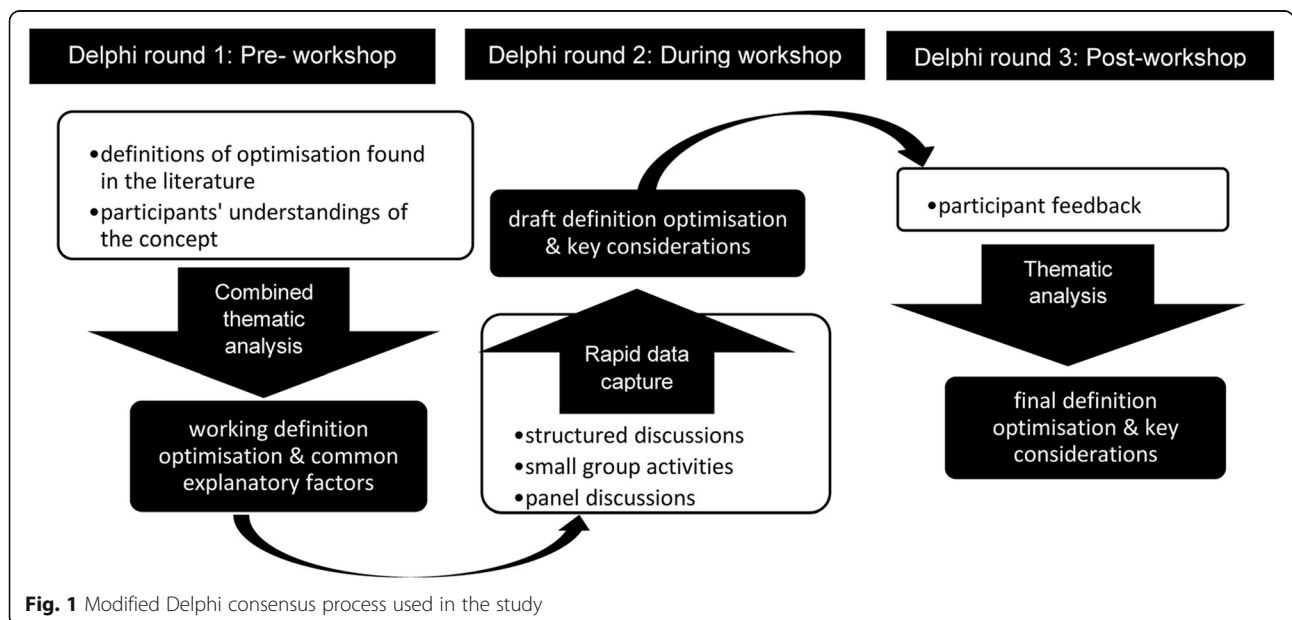 Delphi round 1: Pre- workshop
•definitions of optimisation found
in the literature
•participants' understandings of
the concept
Combined
thematic
analysis
working definition
optimisation & common
explanatory factors
Delphi round 2: During workshop
draft definition optimisation
& key considerations
Rapid data
capture
•structured discussions
•small group activities
•panel discussions
Delphi round 3: Post-workshop
•participant feedback
Thematic
analysis
final definition
optimisation & key
considerations
Fig. 1 Modified Delphi consensus process used in the study